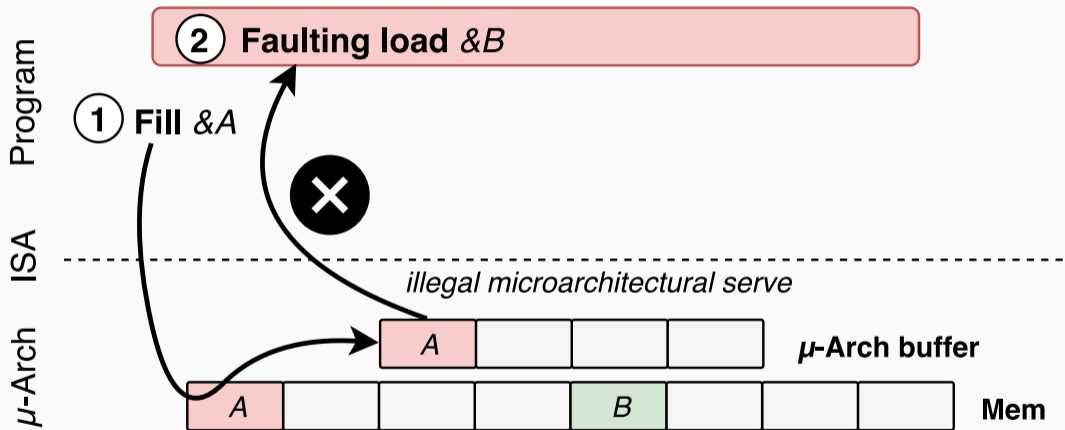 2 Faulting load &B
1 Fill &A
Program
ISA
illegal microarchitectural serve
µ-Arch
A
µ-Arch buffer
A
B
Mem